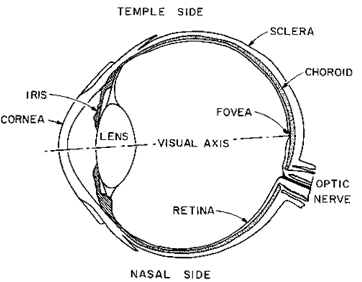 TEMPLE SIDE
SCLERA
CHOROID
IRIS
FOVEA
CORNEA
LENS
VISUAL AXIS
OPTIC
NERVE
RETINA
NASAL SIDE